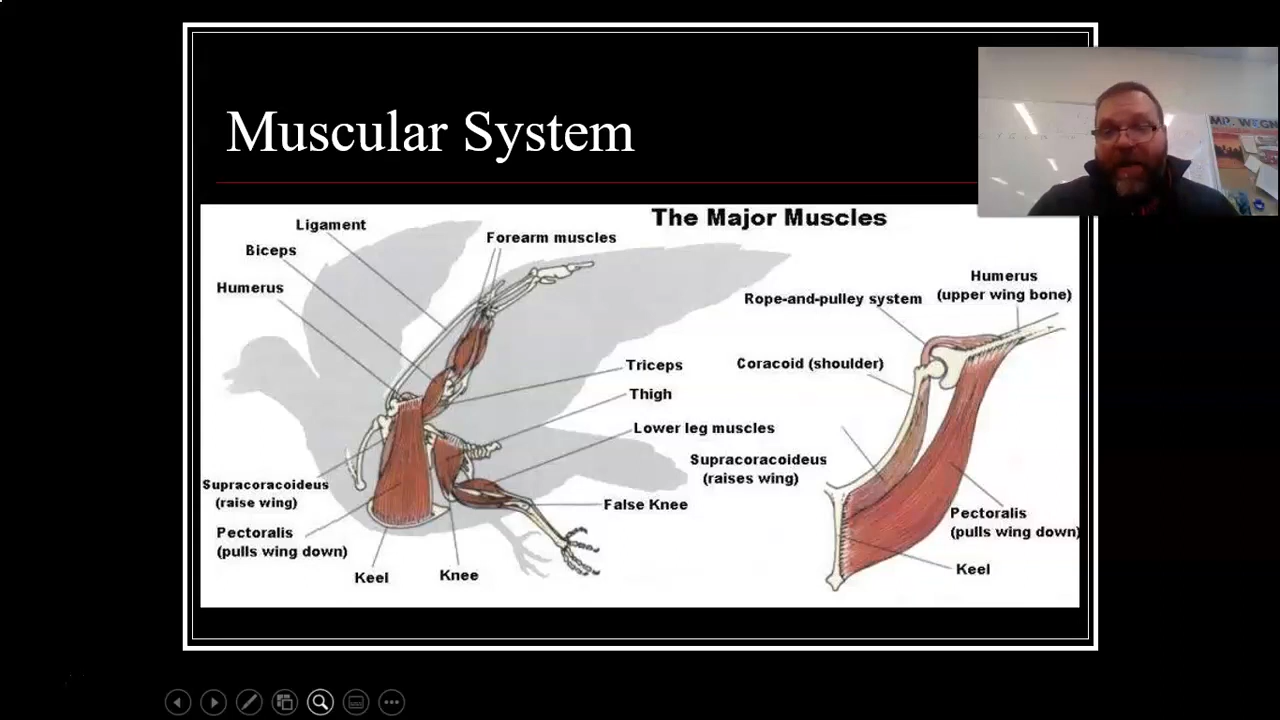 Muscular System
The Major Muscles
Ligament
Biceps
Humerus
Forearm muscles
Triceps
Thigh
Lower leg muscles
False Knee
Supracoracoideus
(raise wing)
Pectoralis
(pulls wing down)
Keel
Knee
Humerus
(upper wing bone)
Rope-and-pulley system
Coracoid (shoulder)
Supracoracoideus
(raises wing)
Pectoralis
(pulls wing down)
Keel
MR.